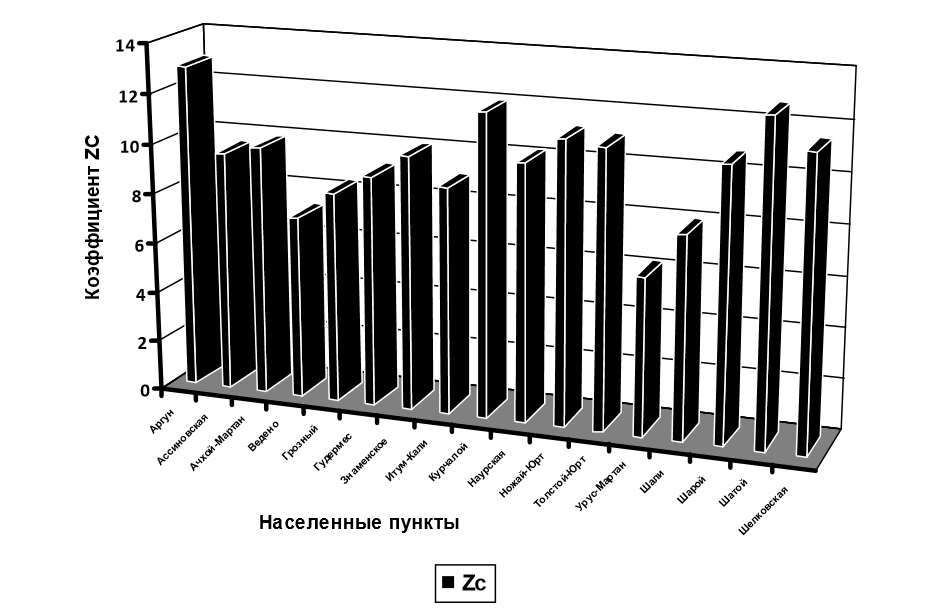 Коэффициент ZC
14
12
10
8
6
4
2
0
Аргун
Ассиновская
Ачхой-Мартан
Ведено
Грозный
Гудермес
Знаменское
Итум-Кали
Курчалой
Наурская
Ножай-Юрт
Толстой-Юрт
Урус-Мартан
Шали
Шарой
Шатой
Шелковская
Населенные пункты
Zc